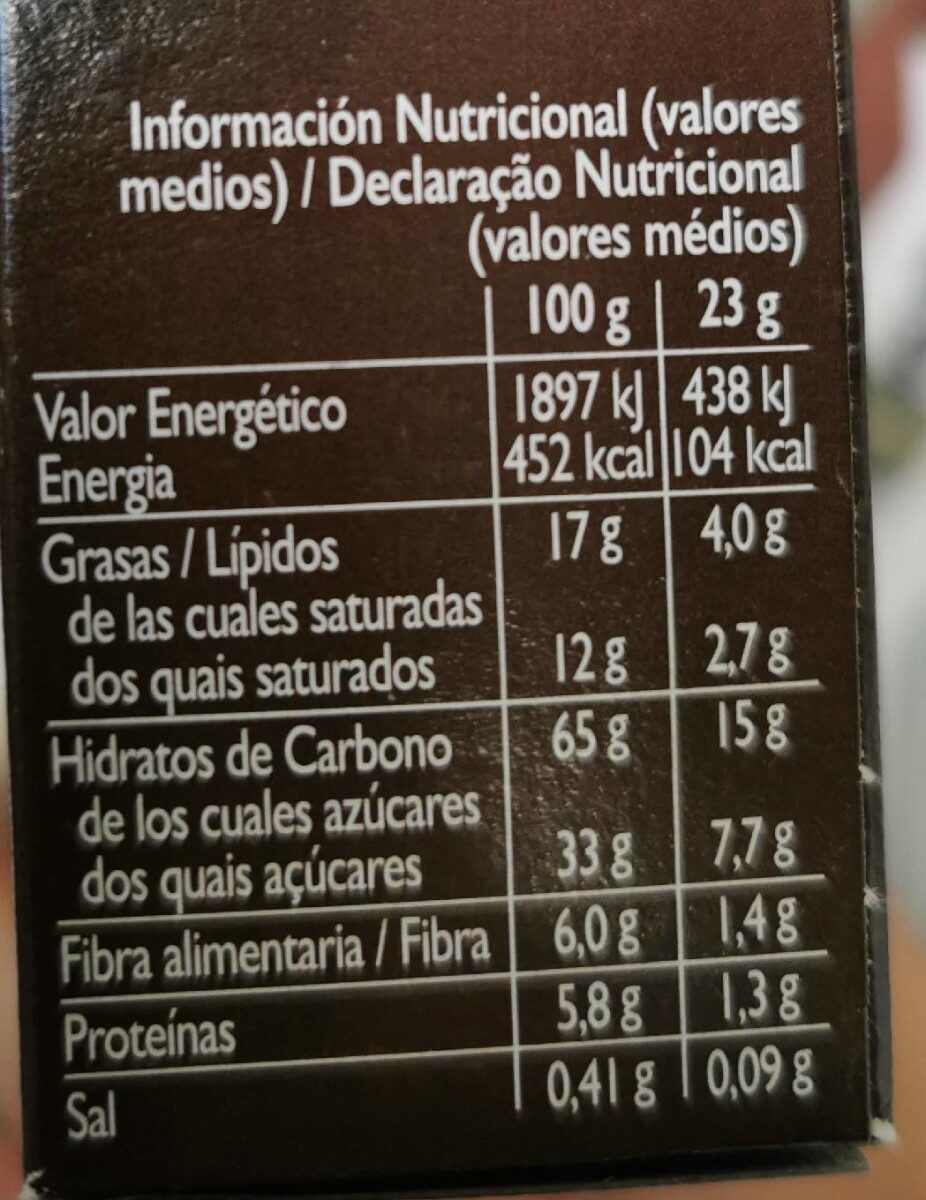 Información Nutricional (valores
medios) / Declaração Nutricional
(valores médios)
100 g 23 g
Valor Energético 1897 kJ 438 kJ
Energia 452 kcal 104 kcal
Grasas / Lípidos 17 g 4,0 g
de las cuales saturadas
dos quais saturados 12 g 2,7 g
Hidratos de Carbono 65 g 15 g
de los cuales azúcares
dos quais açúcares 33 g 7,7 g
Fibra alimentaria / Fibra 6,0 g 1,4 g
Proteínas 5,8 g 1,3 g
Sal 0,41 g 0,09 g